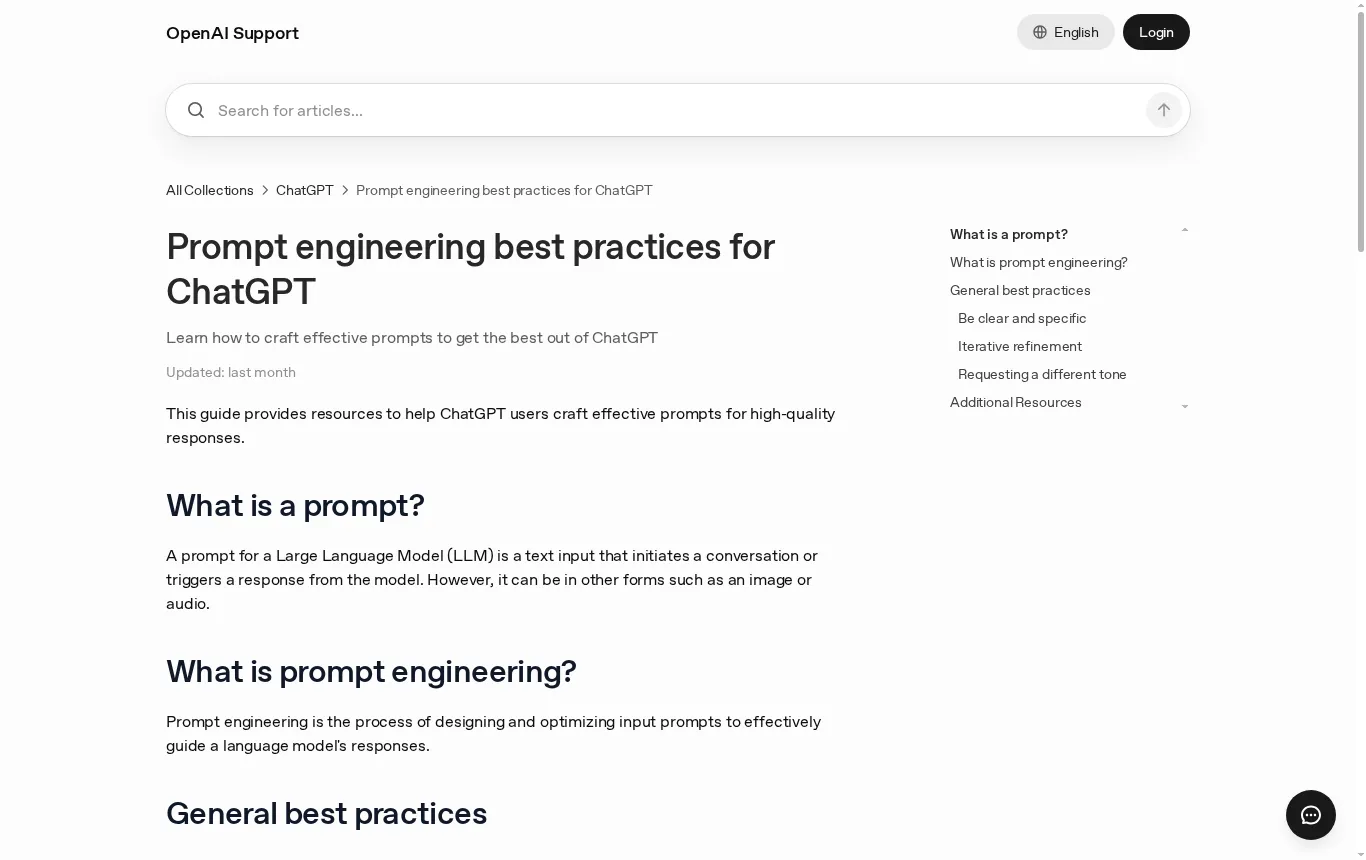 OpenAI Support
English
Login
Search for articles...
All Collections
ChatGPT
Prompt engineering best practices for ChatGPT
Prompt engineering best practices for
ChatGPT
Learn how to craft effective prompts to get the best out of ChatGPT
Updated: last month
This guide provides resources to help ChatGPT users craft effective prompts for high-quality
responses.
What is a prompt?
A prompt for a Large Language Model (LLM) is a text input that initiates a conversation or
triggers a response from the model. However, it can be in other forms such as an image or
audio.
What is prompt engineering?
Prompt engineering is the process of designing and optimizing input prompts to effectively
guide a language model's responses.
General best practices
What is a prompt?
What is prompt engineering?
General best practices
Be clear and specific
Iterative refinement
Requesting a different tone
Additional Resources